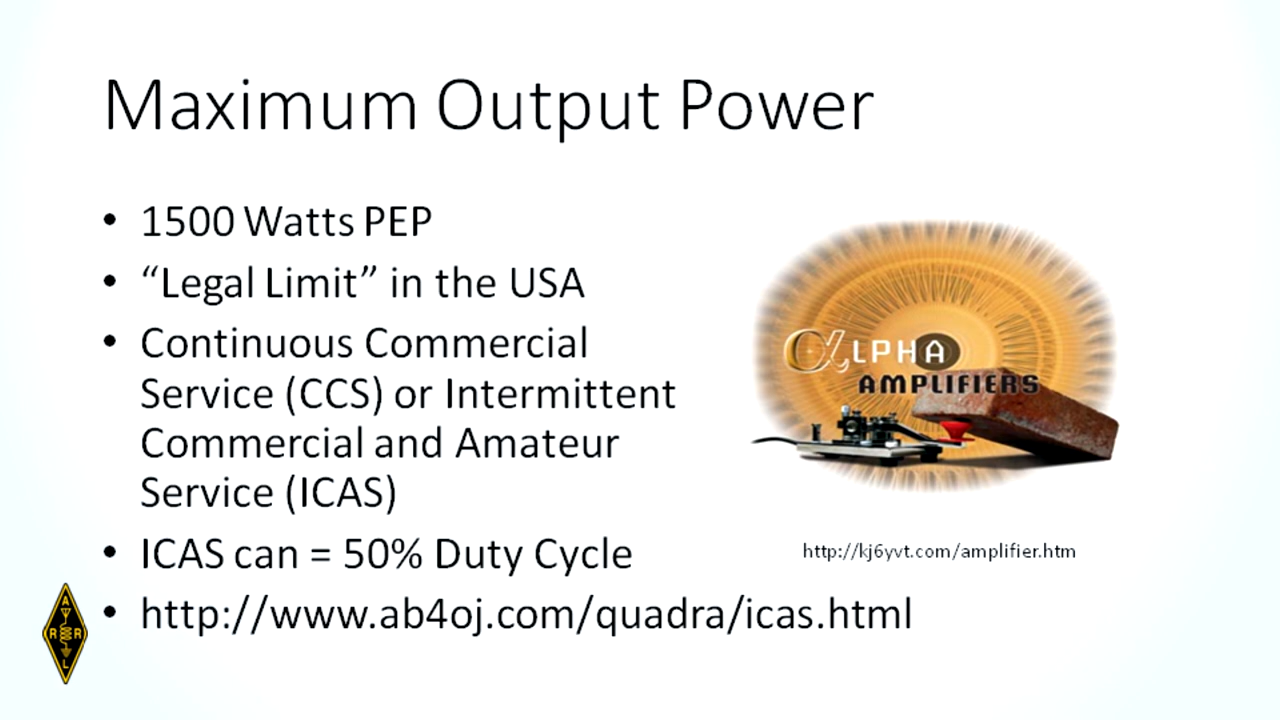 Maximum Output Power
• 1500 Watts PEP
• “Legal Limit” in the USA
• Continuous Commercial
Service (CCS) or Intermittent
Commercial and Amateur
Service (ICAS)
• ICAS can = 50% Duty Cycle
• http://www.ab4oj.com/quadra/icas.html
αLPHA
AMPLIFIERS
http://kj6yvt.com/amplifier.htm
A
R R
L